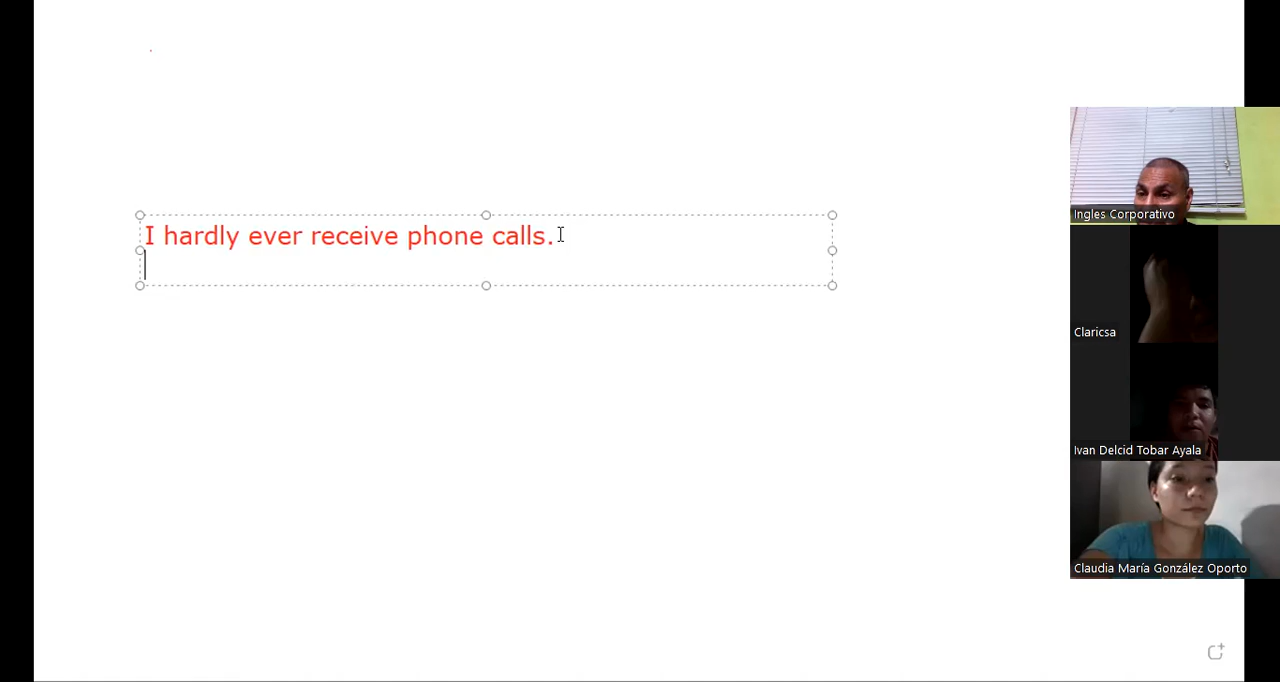 I hardly ever receive phone calls.
Ingles Corporativo
Claricsa
Ivan Delcid Tobar Ayala
Claudia María González Oporto